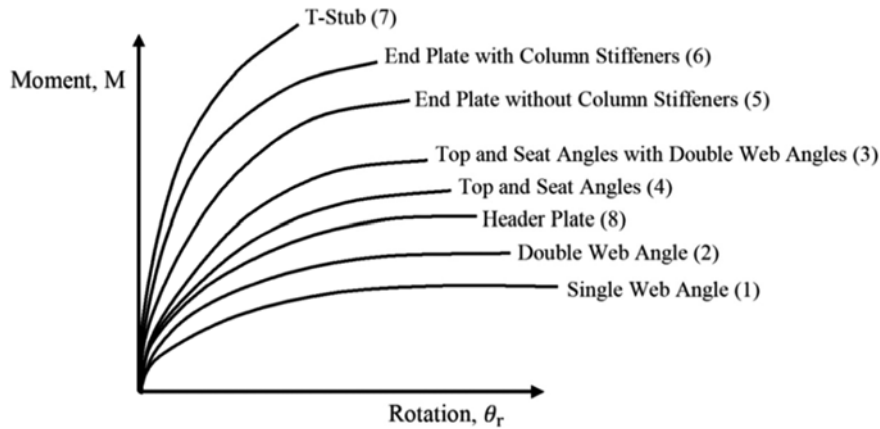 T-Stub (7)
End Plate with Column Stiffeners (6)
Moment, M
End Plate without Column Stiffeners (5)
Top and Seat Angles with Double Web Angles (3)
Top and Seat Angles (4)
Header Plate (8)
Double Web Angle (2)
Single Web Angle (1)
Rotation, θr